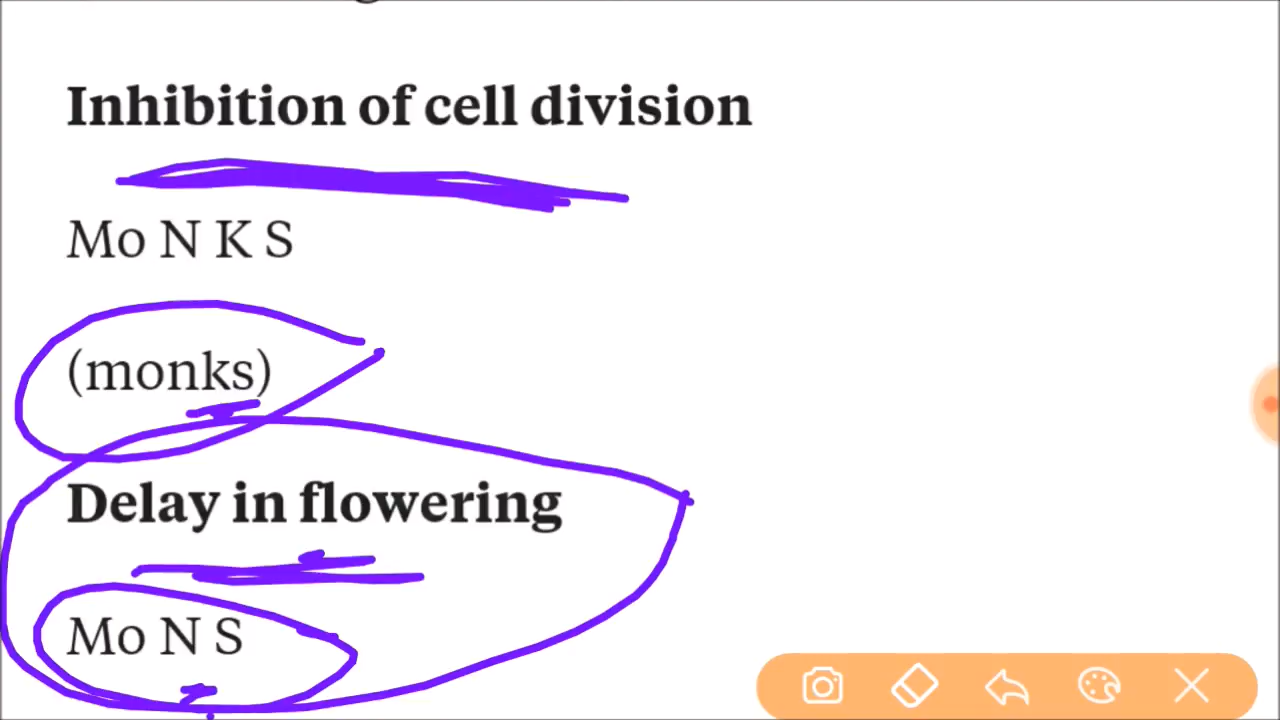 Inhibition of cell division
Mo N K S
(monks)
Delay in flowering
Mo N S